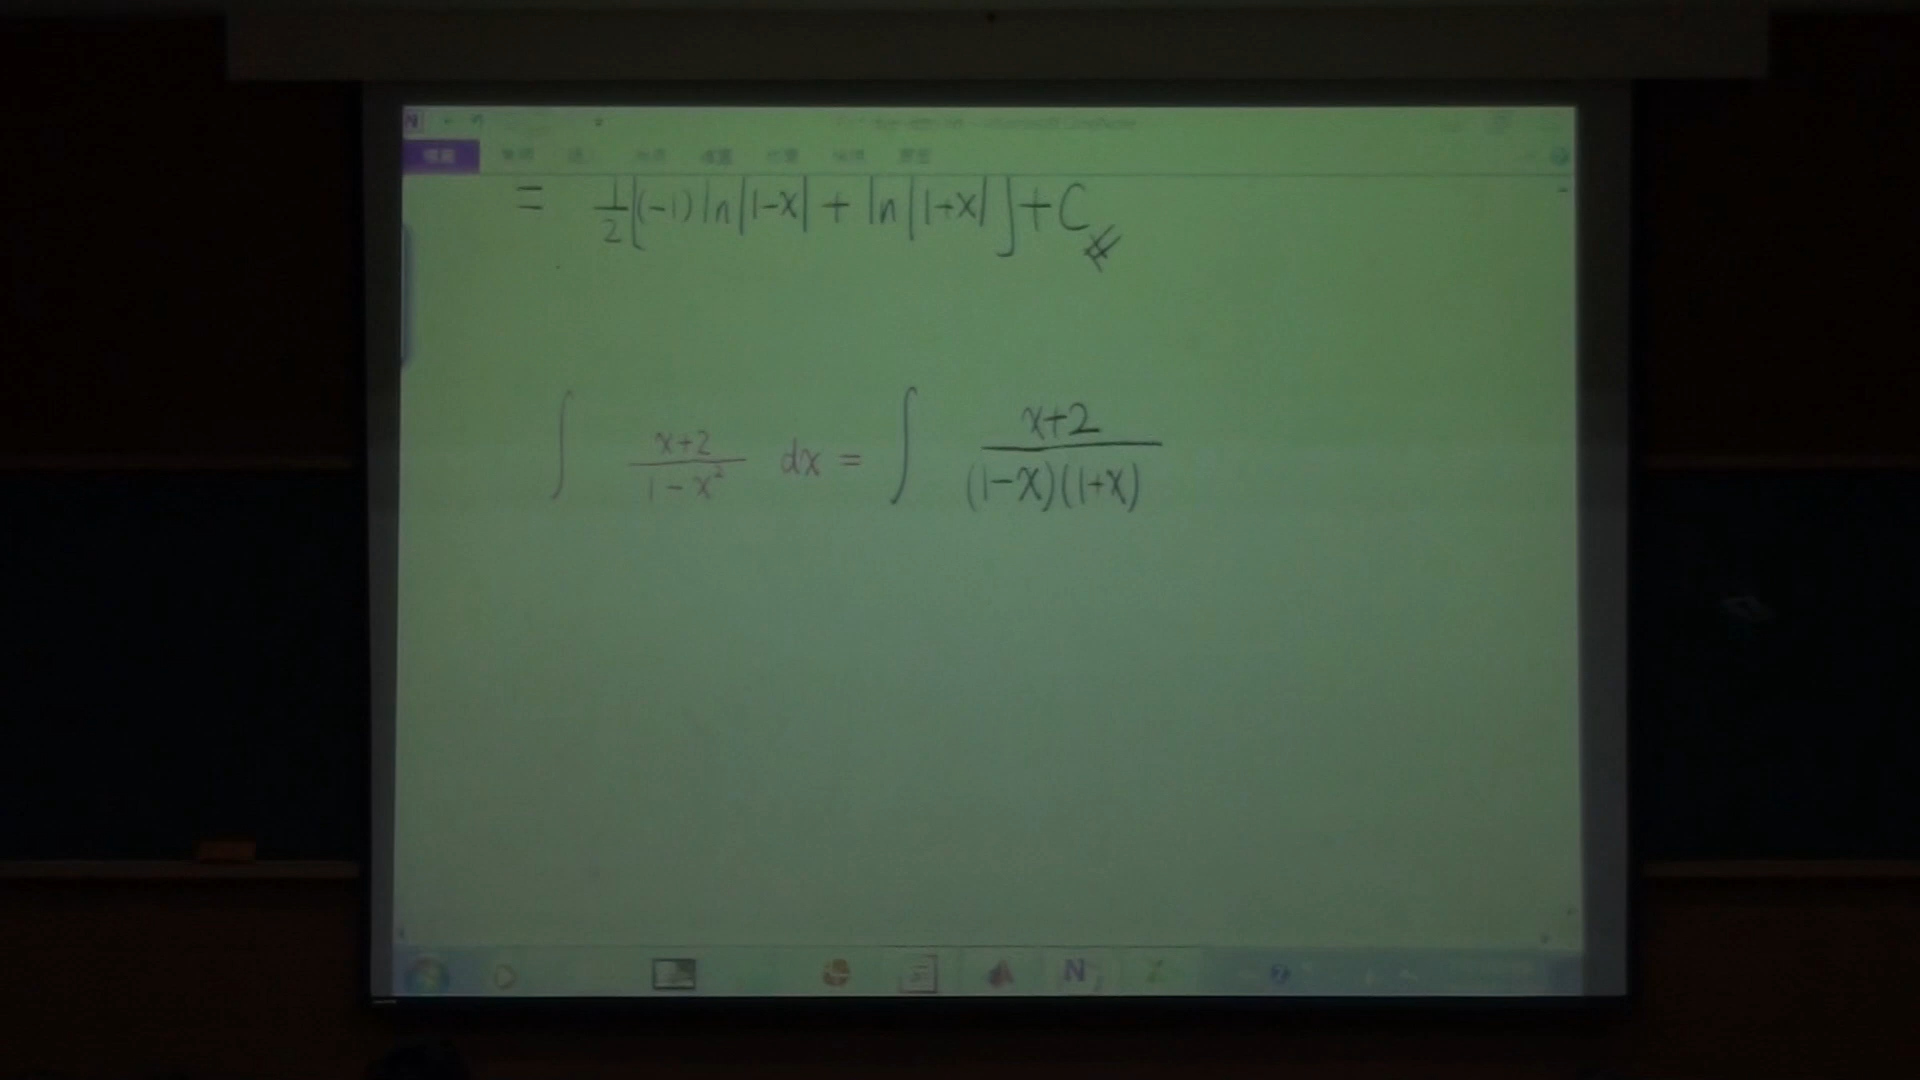 = 1/2[(-1)ln|1-x| + ln|1+x|]+C
∫ x+2/1-x² dx = ∫ x+2/(1-x)(1+x)